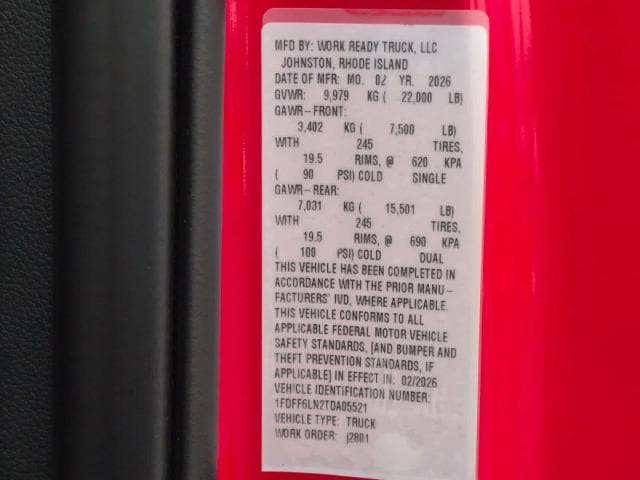 MFD BY: WORK READY TRUCK, LLC
JOHNSTON, RHODE ISLAND
DATE OF MFR: MO. 02 YR. 2026
GVWR: 9,979 KG ( 22,000 LB)
GAWR-FRONT:
3,402 KG ( 7,500 LB)
WITH 245 TIRES,
19.5 RIMS, @ 620 KPA
( 90 PSI) COLD SINGLE
GAWR-REAR:
7,031 KG ( 15,501 LB)
WITH 245 TIRES,
19.5 RIMS, @ 690 KPA
( 100 PSI) COLD DUAL
THIS VEHICLE HAS BEEN COMPLETED IN
ACCORDANCE WITH THE PRIOR MANU-
FACTURERS' IVD, WHERE APPLICABLE.
THIS VEHICLE CONFORMS TO ALL
APPLICABLE FEDERAL MOTOR VEHICLE
SAFETY STANDARDS, [AND BUMPER AND
THEFT PREVENTION STANDARDS, IF
APPLICABLE] IN EFFECT IN: 02/2026
VEHICLE IDENTIFICATION NUMBER:
1FDFF6LN2TDA05521
VEHICLE TYPE: TRUCK
WORK ORDER: j2801